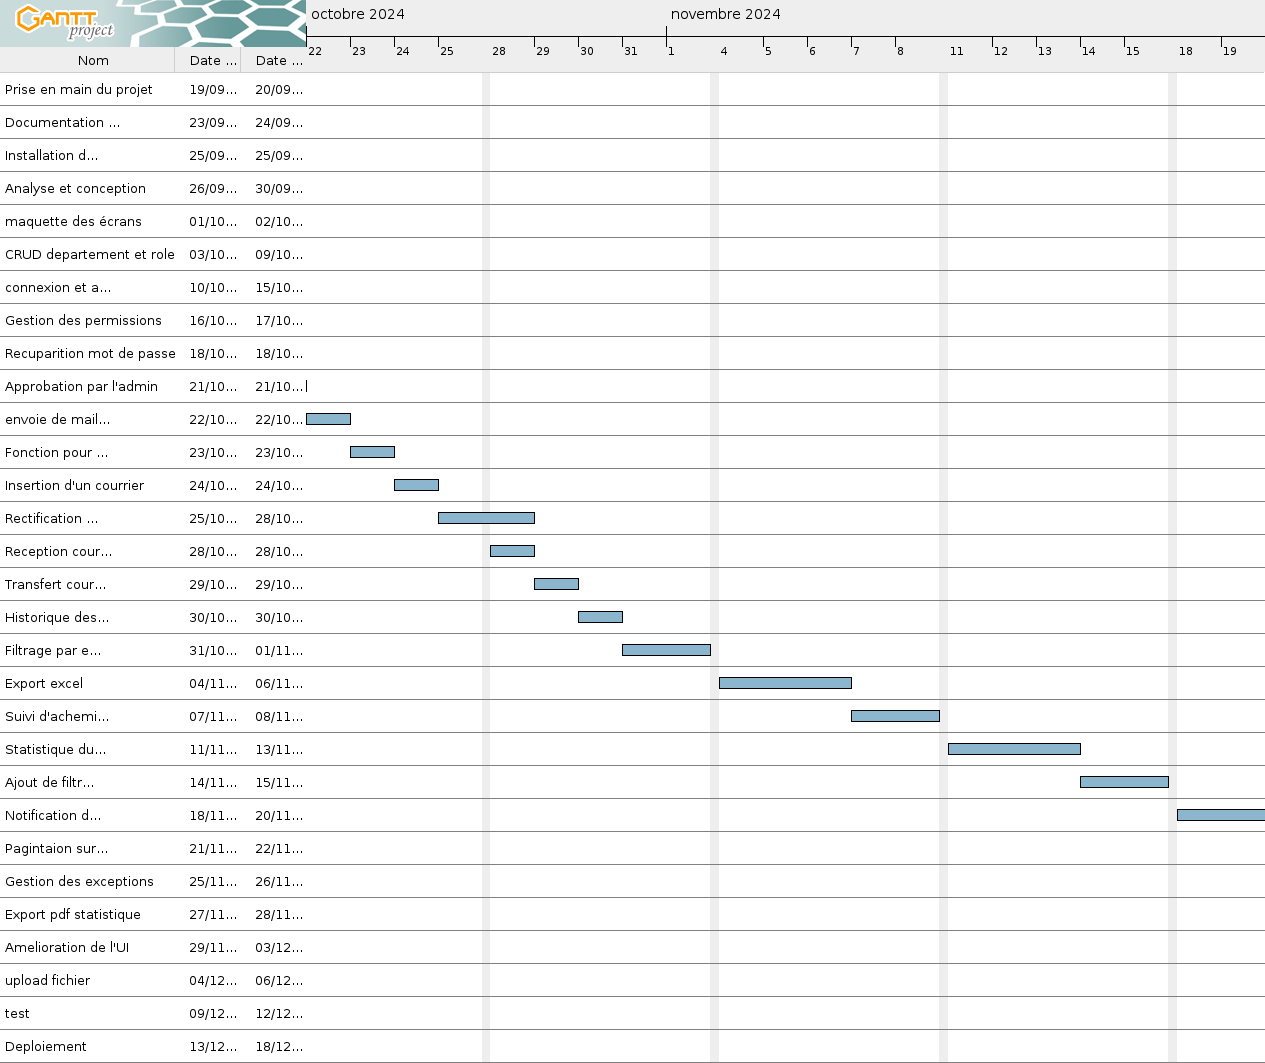 GANTT
project
octobre 2024 novembre 2024
22 23 24 25 28 29 30 31 1 4 5 6 7 8 11 12 13 14 15 18 19
Nom Date ... Date ...
Prise en main du projet 19/09... 20/09...
Documentation ... 23/09... 24/09...
Installation d... 25/09... 25/09...
Analyse et conception 26/09... 30/09...
maquette des écrans 01/10... 02/10...
CRUD departement et role 03/10... 09/10...
connexion et a... 10/10... 15/10...
Gestion des permissions 16/10... 17/10...
Recuparition mot de passe 18/10... 18/10...
Approbation par l'admin 21/10... 21/10...
envoie de mail... 22/10... 22/10...
Fonction pour ... 23/10... 23/10...
Insertion d'un courrier 24/10... 24/10...
Rectification ... 25/10... 28/10...
Reception cour... 28/10... 28/10...
Transfert cour... 29/10... 29/10...
Historique des... 30/10... 30/10...
Filtrage par e... 31/10... 01/11...
Export excel 04/11... 06/11...
Suivi d'achemi... 07/11... 08/11...
Statistique du... 11/11... 13/11...
Ajout de filtr... 14/11... 15/11...
Notification d... 18/11... 20/11...
Pagintaion sur... 21/11... 22/11...
Gestion des exceptions 25/11... 26/11...
Export pdf statistique 27/11... 28/11...
Amelioration de l'UI 29/11... 03/12...
upload fichier 04/12... 06/12...
test 09/12... 12/12...
Deploiement 13/12... 18/12...